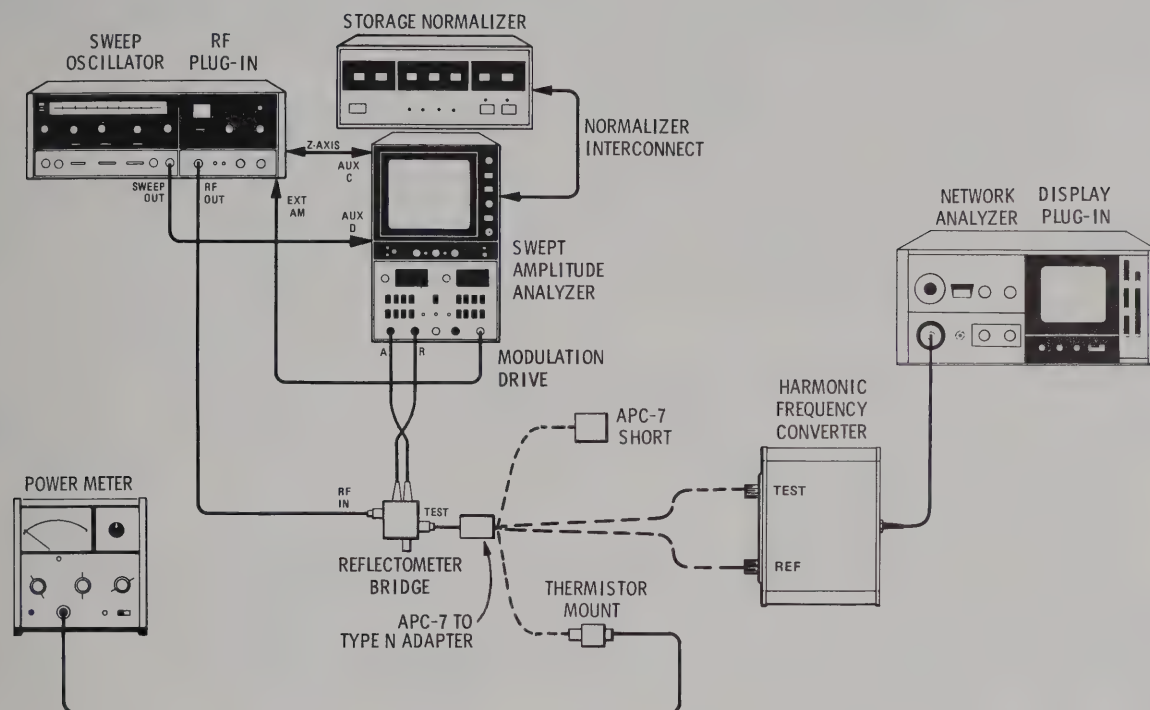 STORAGE NORMALIZER
SWEEP
OSCILLATOR
RF
PLUG-IN
NORMALIZER
INTERCONNECT
Z-AXIS
AUX
C
SWEEP
OUT
RF
OUT
EXT
AM
AUX
D
SWEPT
AMPLITUDE
ANALYZER
NETWORK
ANALYZER
DISPLAY
PLUG-IN
A
R
MODULATION
DRIVE
HARMONIC
FREQUENCY
CONVERTER
APC-7
SHORT
POWER METER
RF
IN
TEST
TEST
REFLECTOMETER
BRIDGE
REF
THERMISTOR
MOUNT
APC-7 TO
TYPE N ADAPTER